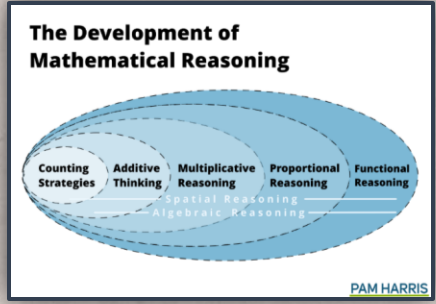 The Development of
Mathematical Reasoning
Counting Strategies
Additive Thinking
Multiplicative Reasoning
Proportional Reasoning
Functional Reasoning
Spatial Reasoning
Algebraic Reasoning
PAM HARRIS